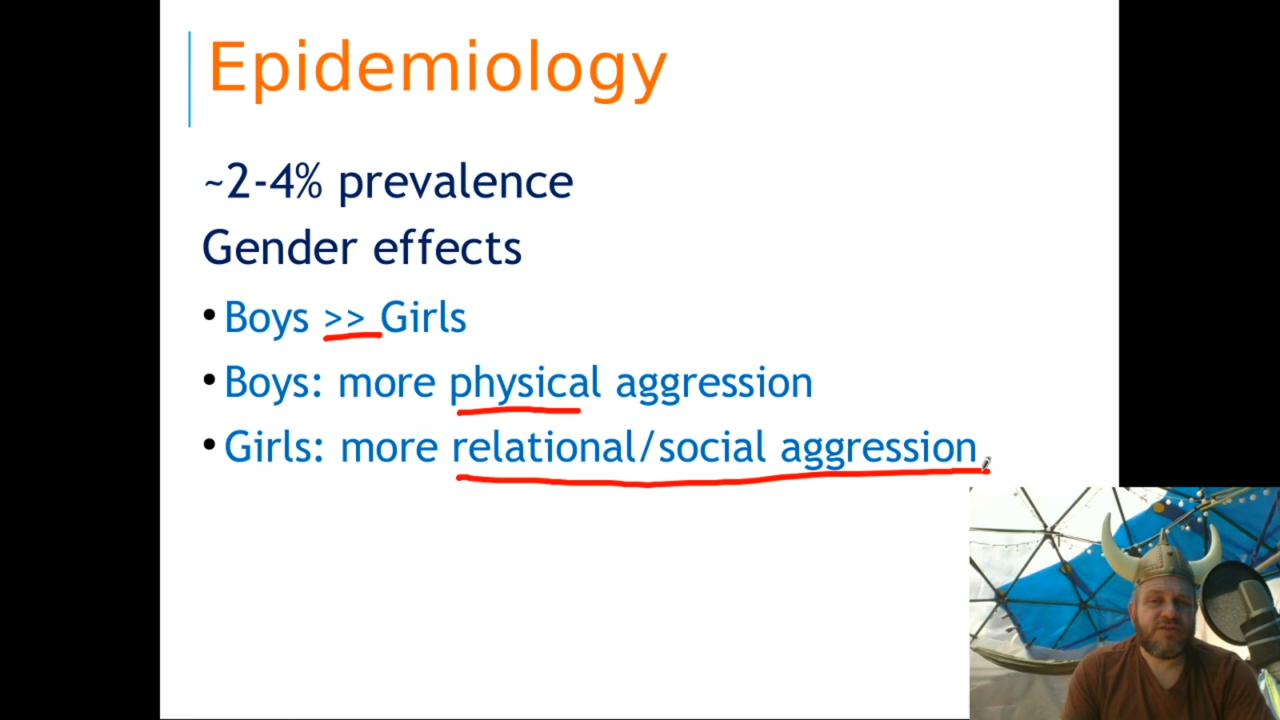 Epidemiology
~2-4% prevalence
Gender effects
•Boys >> Girls
•Boys: more physical aggression
•Girls: more relational/social aggression